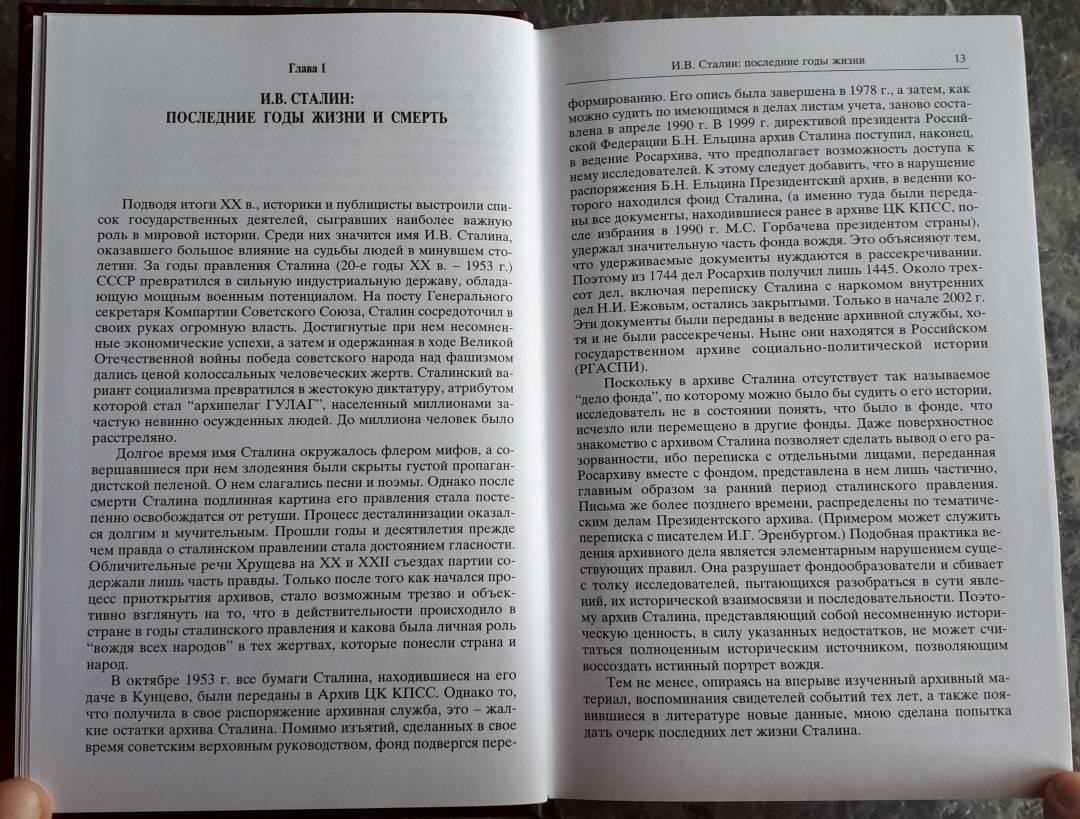 Глава 1
И.В. СТАЛИН:
ПОСЛЕДНИЕ ГОДЫ ЖИЗНИ И СМЕРТЬ
Подводя итоги XX в., историки и публицисты выстроили спи-
сок государственных деятелей, сыгравших наиболее важную
роль в мировой истории. Среди них значится имя И.В. Сталина,
оказавшего большое влияние на судьбы людей в минувшем сто-
летии. За годы правления Сталина (20-е годы XX в. – 1953 г.)
СССР превратился в сильную индустриальную державу, облада-
ющую мощным военным потенциалом. На посту Генерального
секретаря Компартии Советского Союза, Сталин сосредоточил в
своих руках огромную власть. Достигнутые при нем несомнен-
ные экономические успехи, а затем и одержанная в ходе Великой
Отечественной войны победа советского народа над фашизмом
дались ценой колоссальных человеческих жертв. Сталинский ва-
риант социализма превратился в жестокую диктатуру, атрибутом
которой стал “архипелаг ГУЛАГ”, населенный миллионами за-
частую невинно осужденных людей. До миллиона человек было
расстреляно.
Долгое время имя Сталина окружалось флером мифов, а со-
вершавшиеся при нем злодеяния были скрыты густой пропаган-
дистской пеленой. О нем слагались песни и поэмы. Однако после
смерти Сталина подлинная картина его правления стала посте-
пенно освобождатся от ретуши. Процесс десталинизации оказал-
ся долгим и мучительным. Прошли годы и десятилетия прежде
чем правда о сталинском правлении стала достоянием гласности.
Обличительные речи Хрущева на XX и XXII съездах партии со-
держали лишь часть правды. Только после того как начался про-
цесс приоткрытия архивов, стало возможным трезво и объек-
тивно взглянуть на то, что в действительности происходило в
стране в годы сталинского правления и какова была личная роль
“вождя всех народов” в тех жертвах, которые понесли страна и
народ.
В октябре 1953 г. все бумаги Сталина, находившиеся на его
даче в Кунцево, были переданы в Архив ЦК КПСС. Однако то,
что получила в свое распоряжение архивная служба, это – жал-
кие остатки архива Сталина. Помимо изъятий, сделанных в свое
время советским верховным руководством, фонд подвергся пере-
И.В. Сталин: последние годы жизни 13
формированию. Его опись была завершена в 1978 г., а затем, как
можно судить по имеющимся в делах листам учета, заново соста-
влена в апреле 1990 г. В 1999 г. директивой президента Россий-
ской Федерации Б.Н. Ельцина архив Сталина поступил, наконец,
в ведение Росархива, что предполагает возможность доступа к
нему исследователей. К этому следует добавить, что в нарушение
распоряжения Б.Н. Ельцина Президентский архив, в ведении ко-
торого находился фонд Сталина, (а именно туда были переда-
ны все документы, находившиеся ранее в архиве ЦК КПСС, по-
сле избрания в 1990 г. М.С. Горбачева президентом страны),
удержал значительную часть фонда вождя. Это объясняют тем,
что удерживаемые документы нуждаются в рассекречивании.
Поэтому из 1744 дел Росархив получил лишь 1445. Около трех-
сот дел, включая переписку Сталина с наркомом внутренних
дел Н.И. Ежовым, остались закрытыми. Только в начале 2002 г.
Эти документы были переданы в ведение архивной службы, хо-
тя и не были рассекречены. Ныне они находятся в Российском
государственном архиве социально-политической истории
(РГАСПИ).
Поскольку в архиве Сталина отсутствует так называемое
“дело фонда”, по которому можно было бы судить о его истории,
исследователь не в состоянии понять, что было в фонде, что
исчезло или перемещено в другие фонды. Даже поверхностное
знакомство с архивом Сталина позволяет сделать вывод о его ра-
зорванности, ибо переписка с отдельными лицами, переданная
Росархиву вместе с фондом, представлена в нем лишь частично,
главным образом за ранний период сталинского правления.
Письма же более позднего времени, распределены по тематиче-
ским делам Президентского архива. (Примером может служить
переписка с писателем И.Г. Эренбургом.) Подобная практика ве-
дения архивного дела является элементарным нарушением суще-
ствующих правил. Она разрушает фондообразователи и сбивает
с толку исследователей, пытающихся разобраться в сути явле-
ний, их исторической взаимосвязи и последовательности. Поэто-
му архив Сталина, представляющий собой несомненную истори-
ческую ценность, в силу указанных недостатков, не может счи-
таться полноценным историческим источником, позволяющим
воссоздать истинный портрет вождя.
Тем не менее, опираясь на впервые изученный архивный ма-
териал, воспоминания свидетелей событий тех лет, а также поя-
вившиеся в литературе новые данные, мною сделана попытка
дать очерк последних лет жизни Сталина.